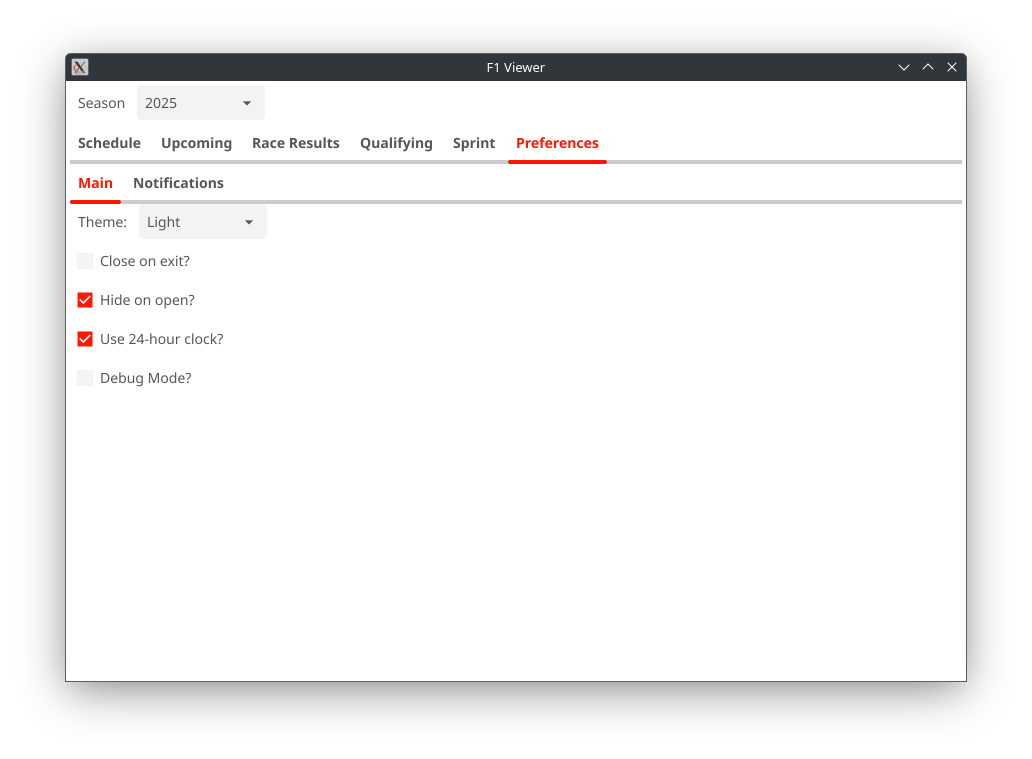 F1 Viewer
Season 2025
Schedule Upcoming Race Results Qualifying Sprint Preferences
Main Notifications
Theme: Light
Close on exit?
Hide on open?
Use 24-hour clock?
Debug Mode?